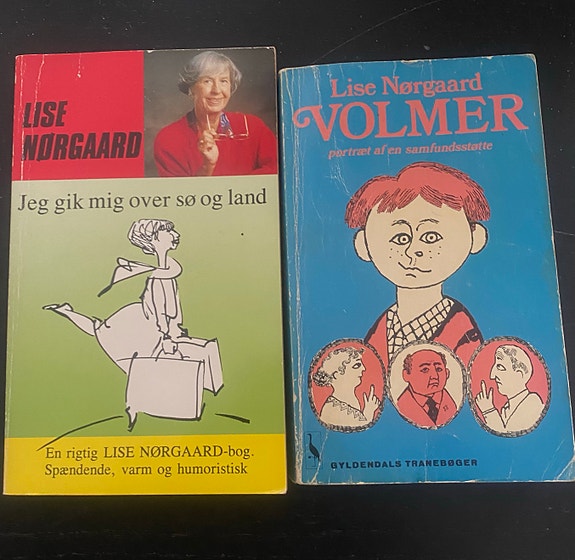 LISE
NØRGAARD
Jeg gik mig over sø og land
En rigtig LISE NØRGAARD-bog.
Spændende, varm og humoristisk
Lise Nørgaard
VOLMER
portræt af en samfundsstøtte
GYLDENDALS TRANEBØGER